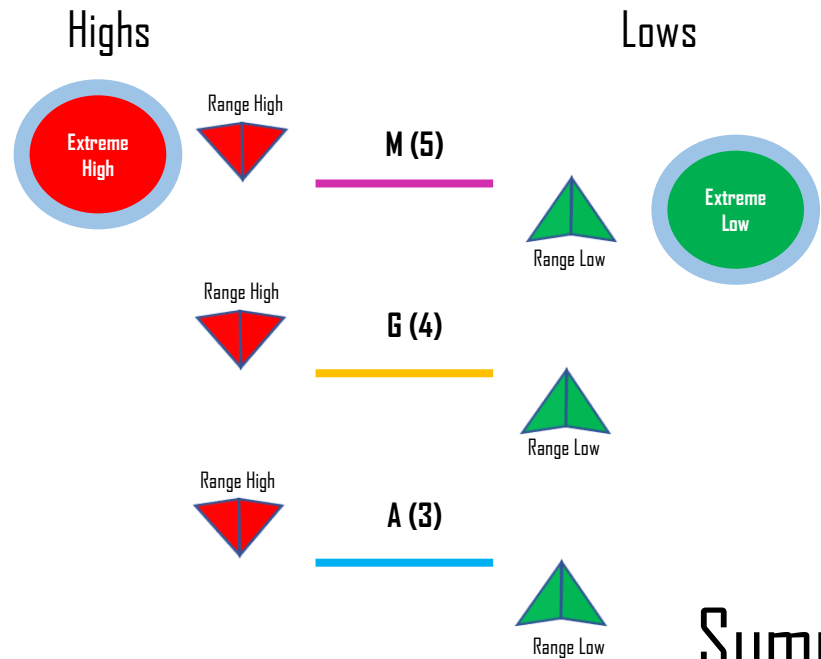 Highs
Lows
Range High
Extreme
High
M (5)
Extreme
Low
Range Low
Range High
G (4)
Range Low
Range High
A (3)
Range Low